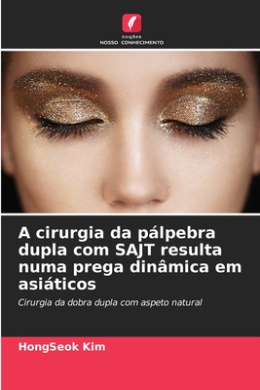 NOSSO CONHECIMENTO
A cirurgia da pálpebra
dupla com SAJT resulta
numa prega dinâmica em
asiáticos
Cirurgia da dobra dupla com aspeto natural
HongSeok Kim